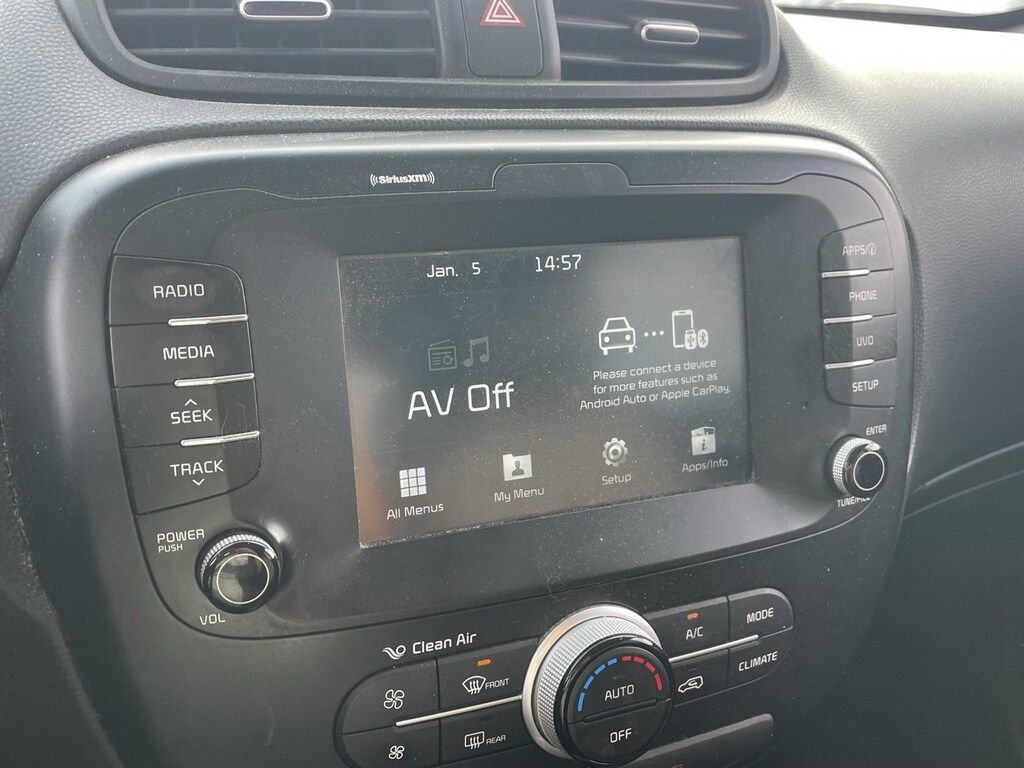 SiriusXM
RADIO
MEDIA
SEEK
TRACK
POWER
PUSH
VOL
Jan. 5 14:57
AV Off
Please connect a device
for more features such as
Android Auto or Apple CarPlay.
All Menus
My Menu
Setup
Apps/Info
APPS/i
PHONE
UVO
SETUP
ENTER
TUNE/FILE
Clean Air
FRONT
REAR
AUTO
OFF
A/C
MODE
CLIMATE